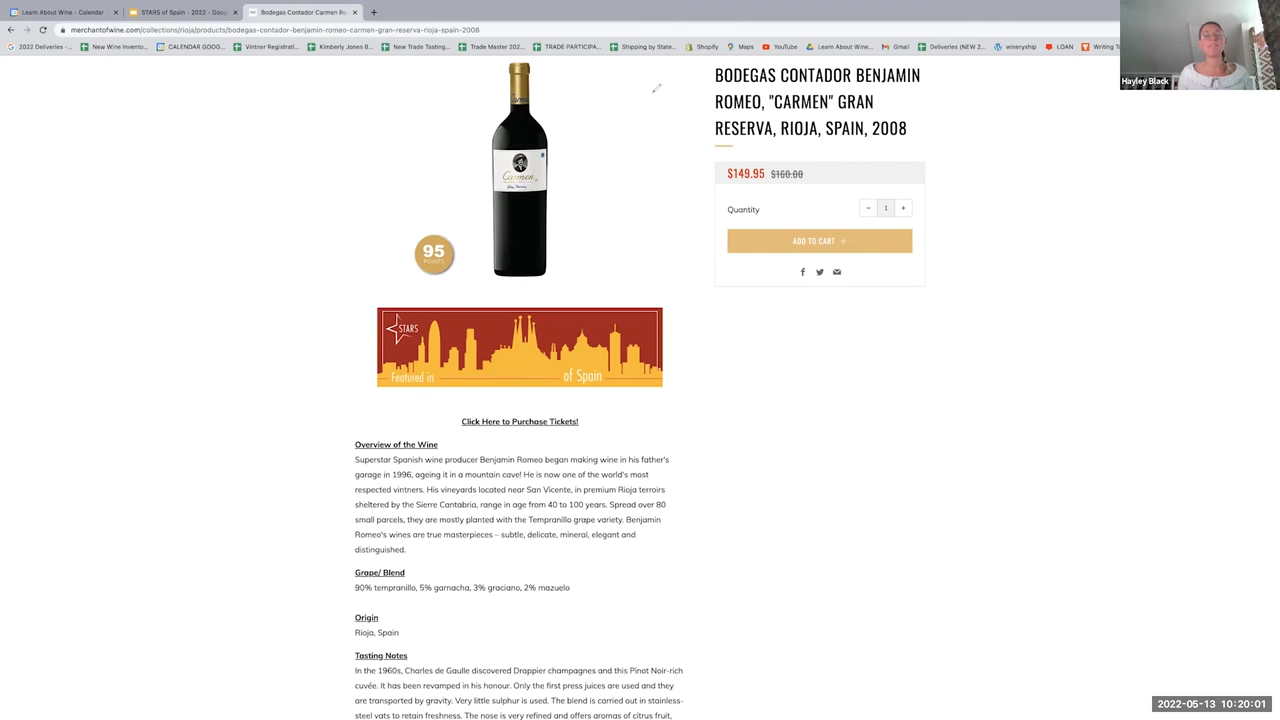 Learn About Wine - Calendar -
STARS of Spain - 2022 - Goog
Bodegas Contador Carmen Re
merchantofwine.com/collections/rioja/products/bodegas-contador-benjamin-romeo-carmen-gran-reserva-rioja-spain-2008
2022 Deliveries -...
New Wine Invento...
CALENDAR GOOG...
Vintner Registrati...
Kimberly Jones B...
New Trade Tasting...
Trade Master 202...
TRADE PARTICIPA...
Shipping by State...
Shopify
Maps
YouTube
Learn About Wine...
Gmail
Deliveries (NEW 2...
wineryship
LOAN
Writing To
Hayley Black
BODEGAS CONTADOR BENJAMIN
ROMEO, "CARMEN" GRAN
RESERVA, RIOJA, SPAIN, 2008
$149.95 $160.00
Quantity
− 1 +
ADD TO CART +
Carmen
95
POINTS
STARS
Featured in of Spain
Click Here to Purchase Tickets!
Overview of the Wine
Superstar Spanish wine producer Benjamin Romeo began making wine in his father's
garage in 1996, ageing it in a mountain cave! He is now one of the world's most
respected vintners. His vineyards located near San Vicente, in premium Rioja terroirs
sheltered by the Sierre Cantabria, range in age from 40 to 100 years. Spread over 80
small parcels, they are mostly planted with the Tempranillo grape variety. Benjamin
Romeo's wines are true masterpieces – subtle, delicate, mineral, elegant and
distinguished.
Grape/ Blend
90% tempranillo, 5% garnacha, 3% graciano, 2% mazuelo
Origin
Rioja, Spain
Tasting Notes
In the 1960s, Charles de Gaulle discovered Drappier champagnes and this Pinot Noir-rich
cuvée. It has been revamped in his honour. Only the first press juices are used and they
are transported by gravity. Very little sulphur is used. The blend is carried out in stainless-
steel vats to retain freshness. The nose is very refined and offers aromas of citrus fruit,
2022-05-13 10:20:01